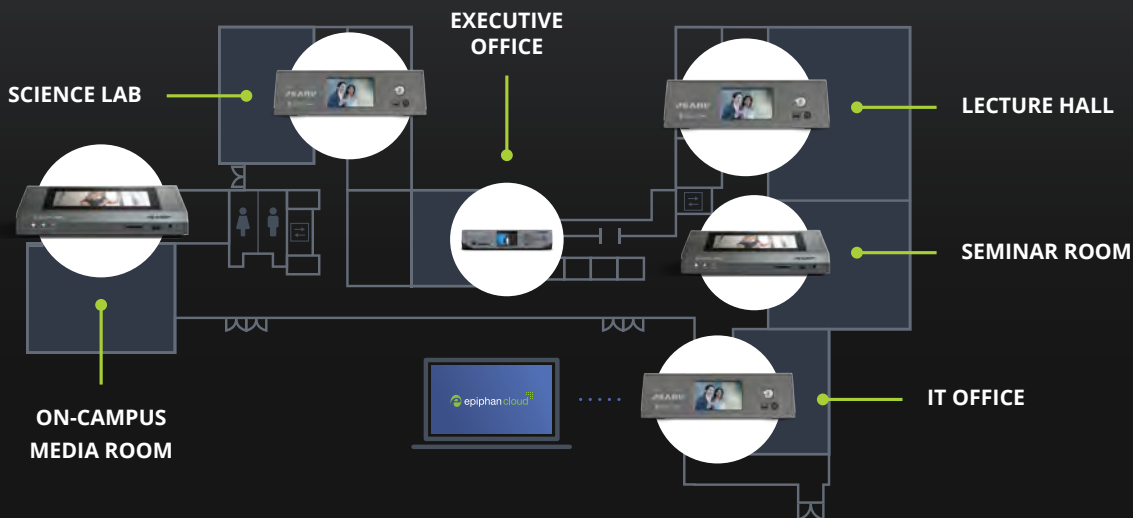 EXECUTIVE
OFFICE
SCIENCE LAB
LECTURE HALL
SEMINAR ROOM
epiphan cloud
IT OFFICE
ON-CAMPUS
MEDIA ROOM